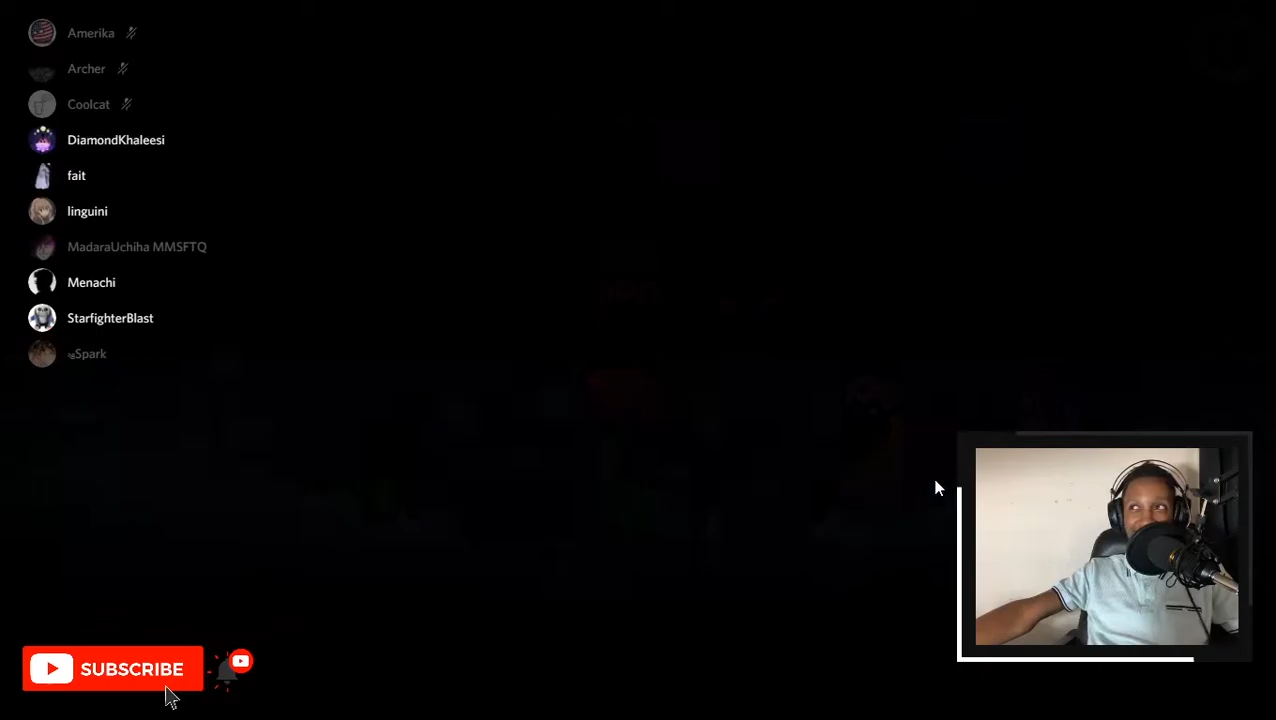 Amerika
Archer
Coolcat
DiamondKhaleesi
fait
linguini
MadaraUchiha MMSFTQ
Menachi
StarfighterBlast
Spark
SUBSCRIBE